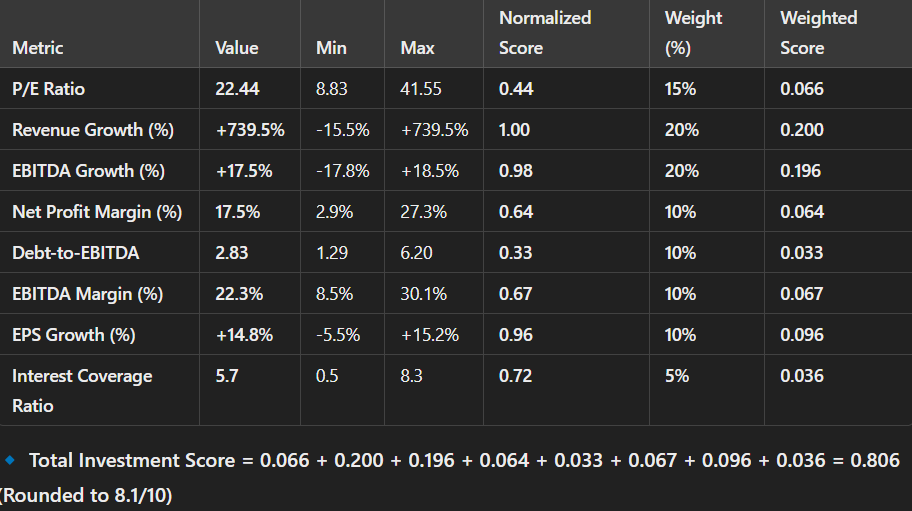 Metric Value Min Max Normalized Score Weight (%) Weighted Score
P/E Ratio 22.44 8.83 41.55 0.44 15% 0.066
Revenue Growth (%) +739.5% -15.5% +739.5% 1.00 20% 0.200
EBITDA Growth (%) +17.5% -17.8% +18.5% 0.98 20% 0.196
Net Profit Margin (%) 17.5% 2.9% 27.3% 0.64 10% 0.064
Debt-to-EBITDA 2.83 1.29 6.20 0.33 10% 0.033
EBITDA Margin (%) 22.3% 8.5% 30.1% 0.67 10% 0.067
EPS Growth (%) +14.8% -5.5% +15.2% 0.96 10% 0.096
Interest Coverage Ratio 5.7 0.5 8.3 0.72 5% 0.036
Total Investment Score = 0.066 + 0.200 + 0.196 + 0.064 + 0.033 + 0.067 + 0.096 + 0.036 = 0.806
(Rounded to 8.1/10)